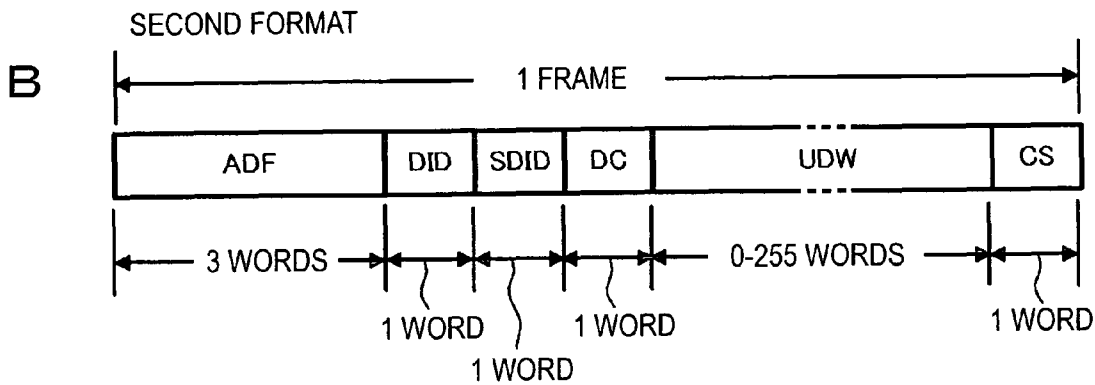 SECOND FORMAT
B
1 FRAME
ADF DID SDID DC UDW CS
3 WORDS 0-255 WORDS
1 WORD 1 WORD 1 WORD
1 WORD